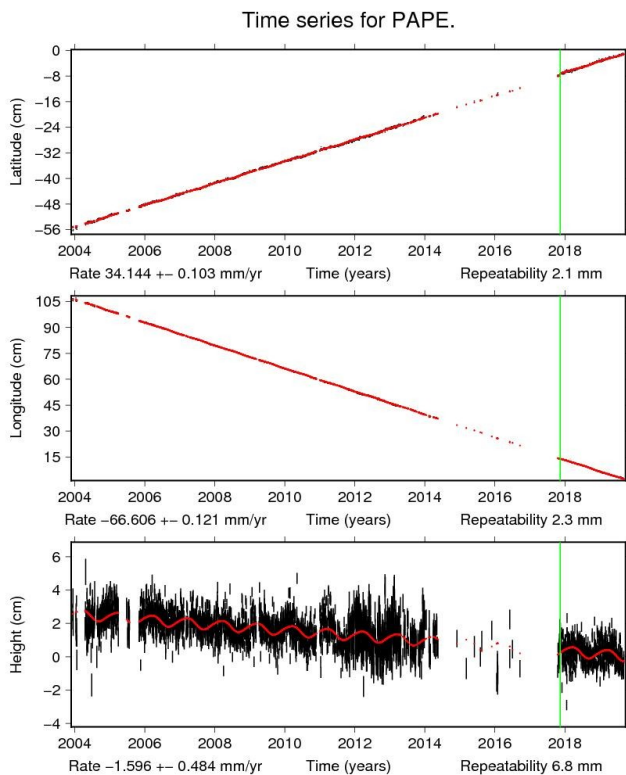 Time series for PAPE.
0
−8
−16
−24
−32
−40
−48
−56
Latitude (cm)
2004 2006 2008 2010 2012 2014 2016 2018
Rate 34.144 +− 0.103 mm/yr Time (years) Repeatability 2.1 mm
105
90
75
60
45
30
15
Longitude (cm)
2004 2006 2008 2010 2012 2014 2016 2018
Rate −66.606 +− 0.121 mm/yr Time (years) Repeatability 2.3 mm
6
4
2
0
−2
−4
Height (cm)
2004 2006 2008 2010 2012 2014 2016 2018
Rate −1.596 +− 0.484 mm/yr Time (years) Repeatability 6.8 mm